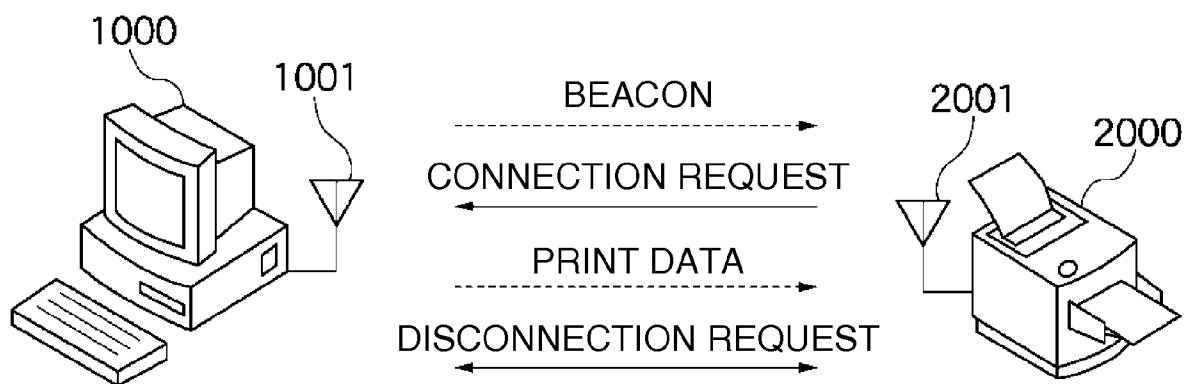 1000
1001
BEACON
2001
2000
CONNECTION REQUEST
PRINT DATA
DISCONNECTION REQUEST